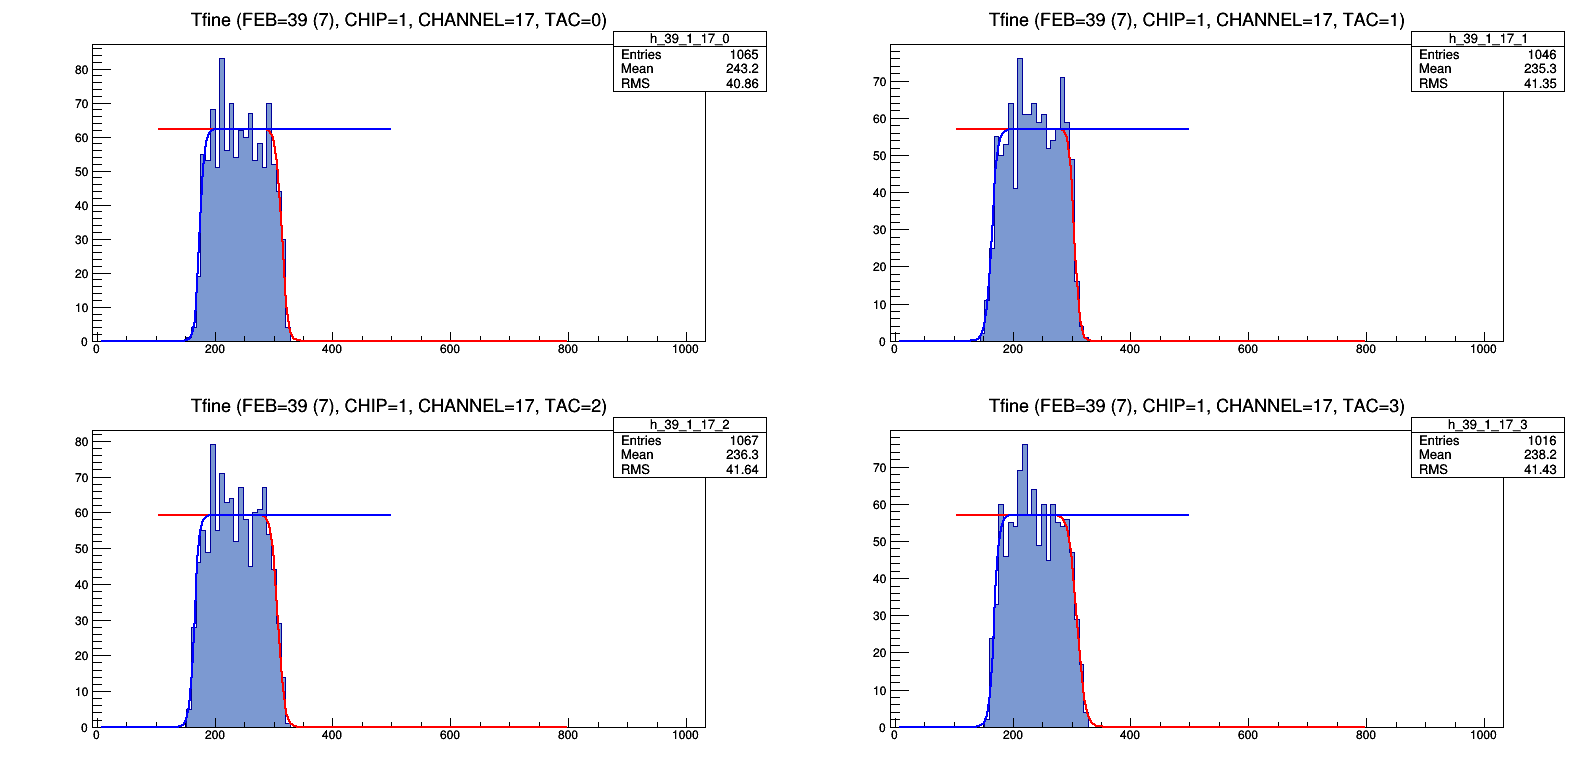 Tfine (FEB=39 (7), CHIP=1, CHANNEL=17, TAC=0)
h_39_1_17_0
Entries 1065
Mean 243.2
RMS 40.86
80
70
60
50
40
30
20
10
0
0 200 400 600 800 1000
Tfine (FEB=39 (7), CHIP=1, CHANNEL=17, TAC=1)
h_39_1_17_1
Entries 1046
Mean 235.3
RMS 41.35
70
60
50
40
30
20
10
0
0 200 400 600 800 1000
Tfine (FEB=39 (7), CHIP=1, CHANNEL=17, TAC=2)
h_39_1_17_2
Entries 1067
Mean 236.3
RMS 41.64
80
70
60
50
40
30
20
10
0
0 200 400 600 800 1000
Tfine (FEB=39 (7), CHIP=1, CHANNEL=17, TAC=3)
h_39_1_17_3
Entries 1016
Mean 238.2
RMS 41.43
70
60
50
40
30
20
10
0
0 200 400 600 800 1000